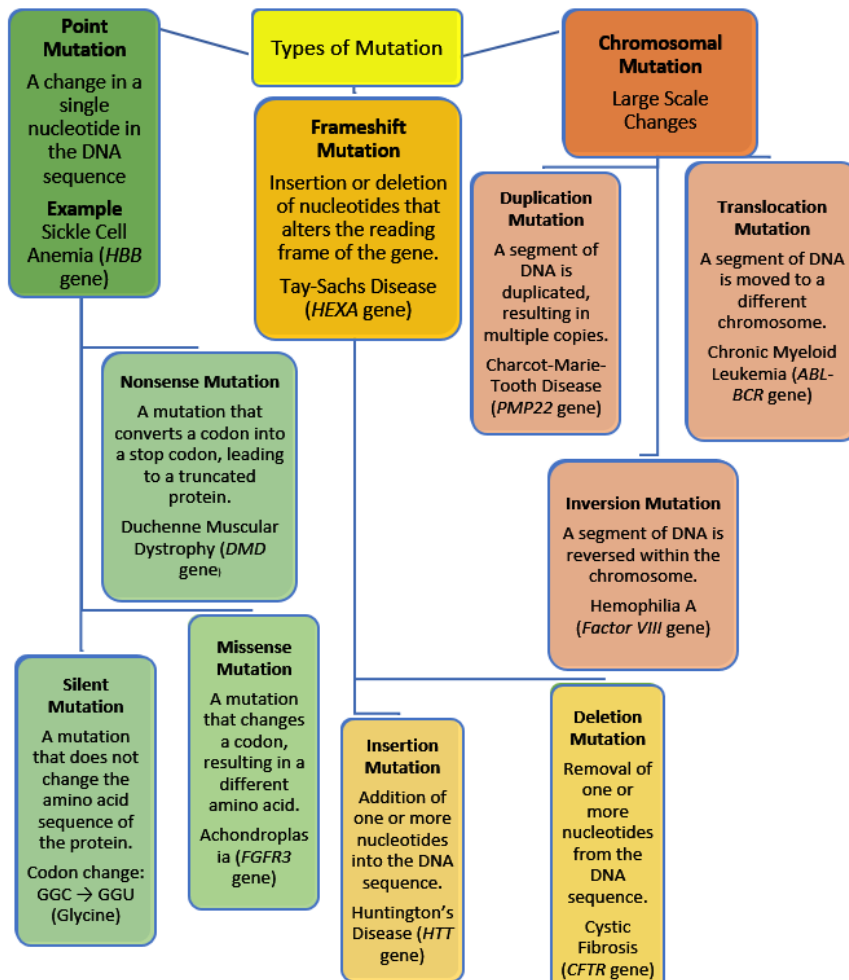 Types of Mutation
Point
Mutation
A change in a
single
nucleotide in
the DNA
sequence
Example
Sickle Cell
Anemia (HBB
gene)
Frameshift
Mutation
Insertion or deletion
of nucleotides that
alters the reading
frame of the gene.
Tay-Sachs Disease
(HEXA gene)
Chromosomal
Mutation
Large Scale
Changes
Duplication
Mutation
A segment of
DNA is
duplicated,
resulting in
multiple copies.
Charcot-Marie-
Tooth Disease
(PMP22 gene)
Translocation
Mutation
A segment of DNA
is moved to a
different
chromosome.
Chronic Myeloid
Leukemia (ABL-
BCR gene)
Nonsense Mutation
A mutation that
converts a codon into
a stop codon, leading
to a truncated
protein.
Duchenne Muscular
Dystrophy (DMD
gene)
Inversion Mutation
A segment of DNA is
reversed within the
chromosome.
Hemophilia A
(Factor VIII gene)
Silent
Mutation
A mutation
that does not
change the
amino acid
sequence of
the protein.
Codon change:
GGC → GGU
(Glycine)
Missense
Mutation
A mutation
that changes
a codon,
resulting in a
different
amino acid.
Achondroplas
ia (FGFR3
gene)
Insertion
Mutation
Addition of
one or more
nucleotides
into the DNA
sequence.
Huntington’s
Disease (HTT
gene)
Deletion
Mutation
Removal of
one or
more
nucleotides
from the
DNA
sequence.
Cystic
Fibrosis
(CFTR gene)